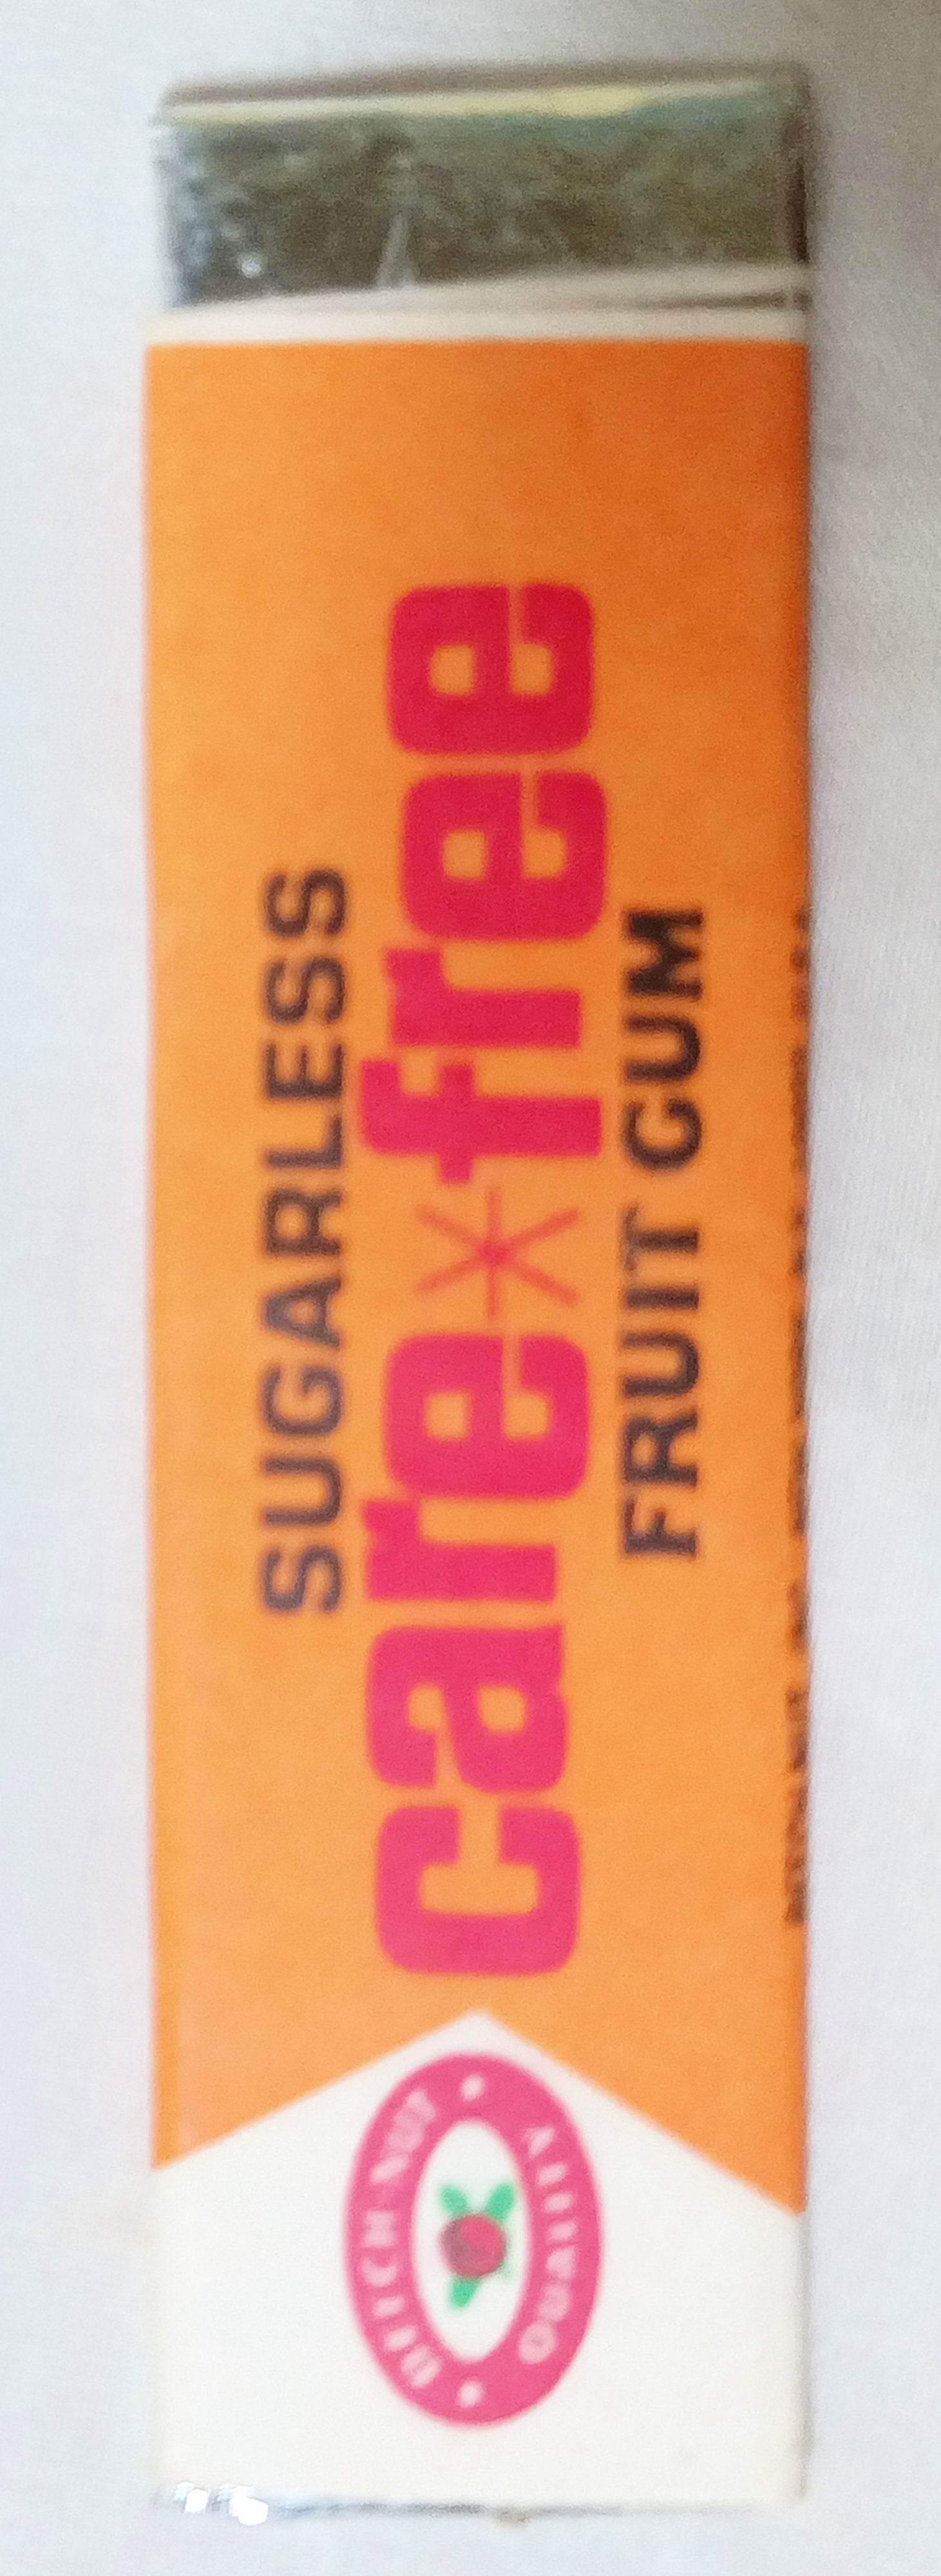 SUGARLESS
care*free
FRUIT GUM
BEECH-NUT
Quality